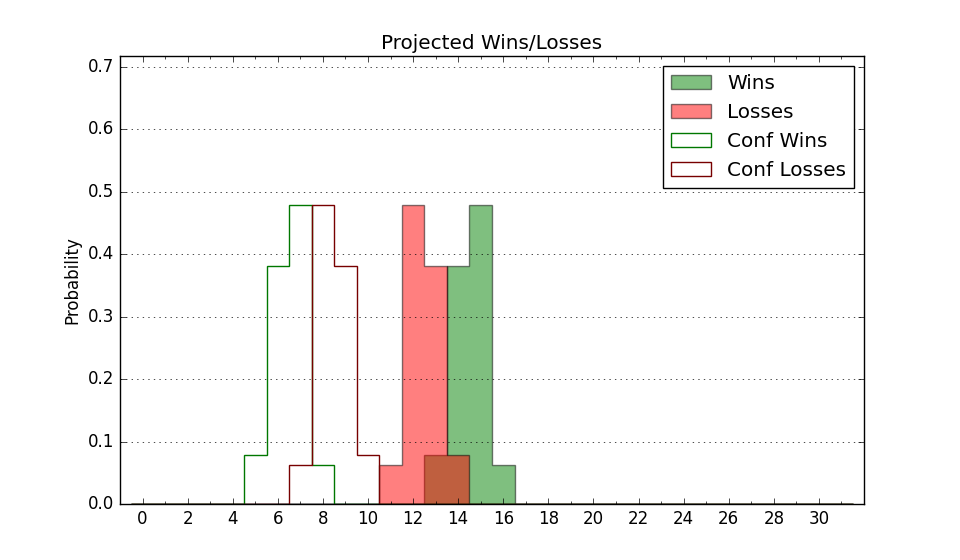 Projected Wins/Losses
0.7
0.6
0.5
0.4
0.3
0.2
0.1
0.0
Probability
Wins
Losses
Conf Wins
Conf Losses
0 2 4 6 8 10 12 14 16 18 20 22 24 26 28 30